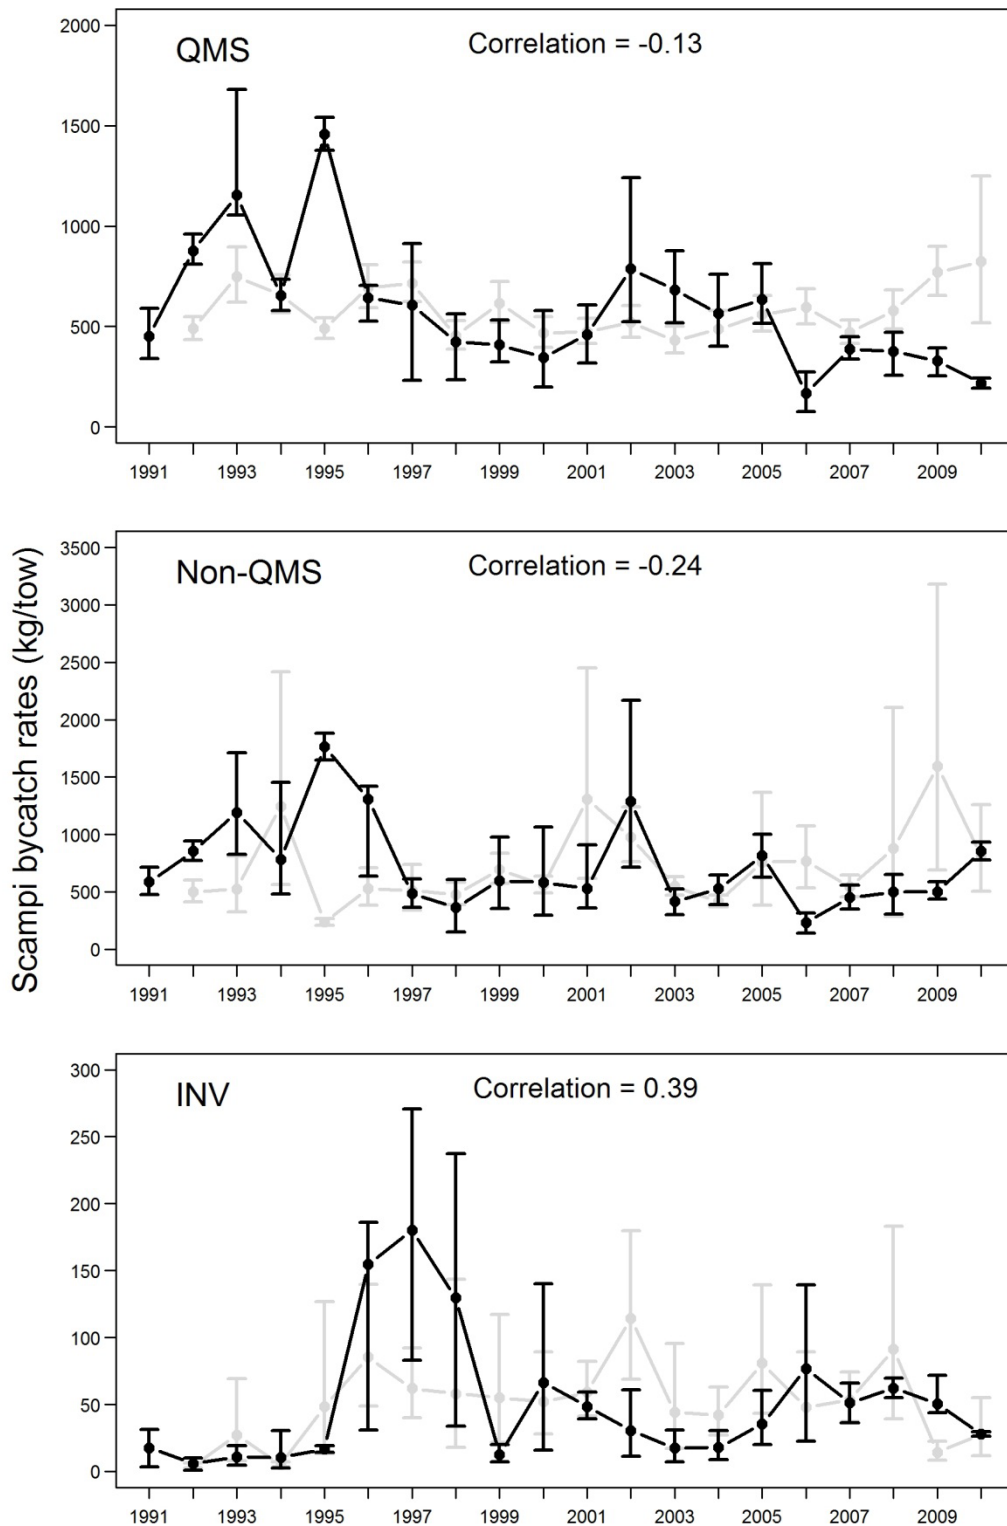 Scampi bycatch rates (kg/tow)
QMS
Correlation = -0.13
2000
1500
1000
500
0
1991 1993 1995 1997 1999 2001 2003 2005 2007 2009
Non-QMS
Correlation = -0.24
3500
3000
2500
2000
1500
1000
500
0
1991 1993 1995 1997 1999 2001 2003 2005 2007 2009
INV
Correlation = 0.39
300
250
200
150
100
50
0
1991 1993 1995 1997 1999 2001 2003 2005 2007 2009